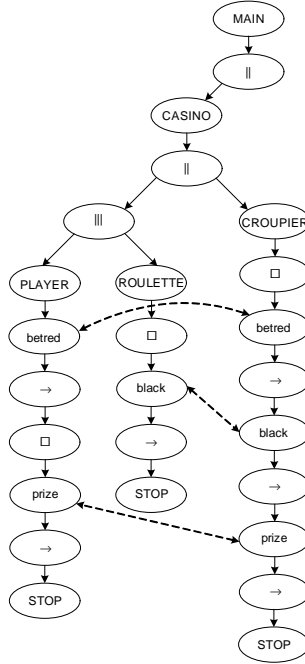 MAIN
||
CASINO
||
|||
CROUPIER
PLAYER
ROULETTE
□
betred
□
betred
→
black
→
□
→
black
prize
STOP
→
→
prize
STOP
→
STOP